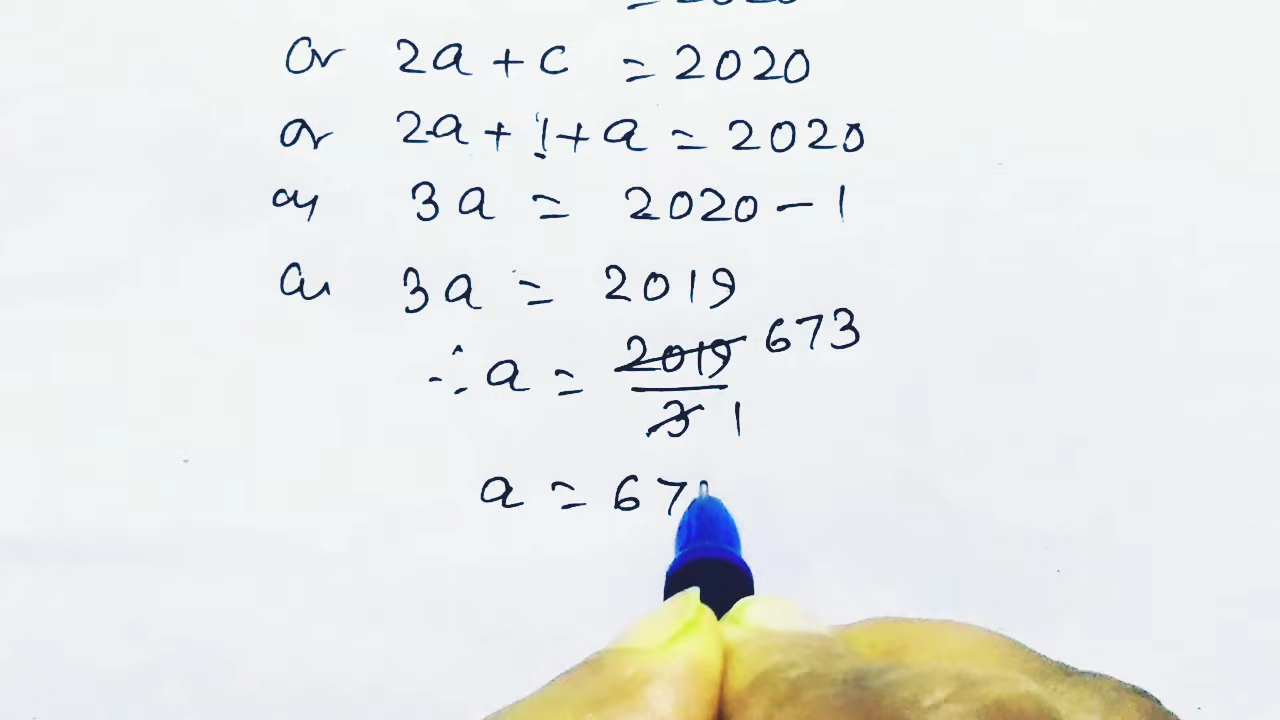 = 2020
Or 2a + c = 2020
or 2a + 1 + a = 2020
or 3a = 2020 - 1
or 3a = 2019
∴ a = 2019/3 673 1
a = 67